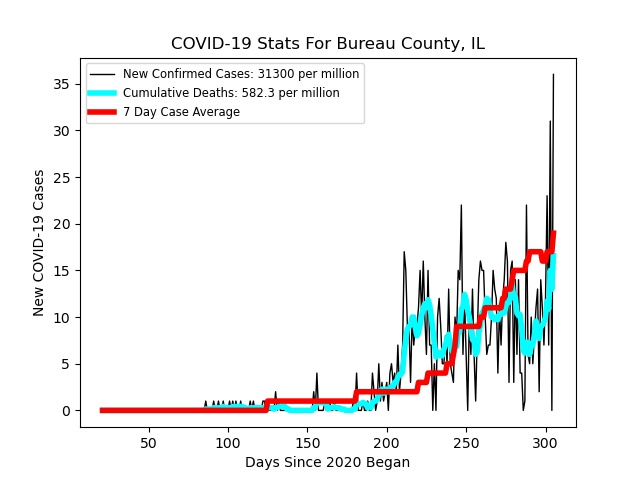 COVID-19 Stats For Bureau County, IL
New Confirmed Cases: 31300 per million
Cumulative Deaths: 582.3 per million
7 Day Case Average
35
30
25
20
15
10
5
0
New COVID-19 Cases
50 100 150 200 250 300
Days Since 2020 Began